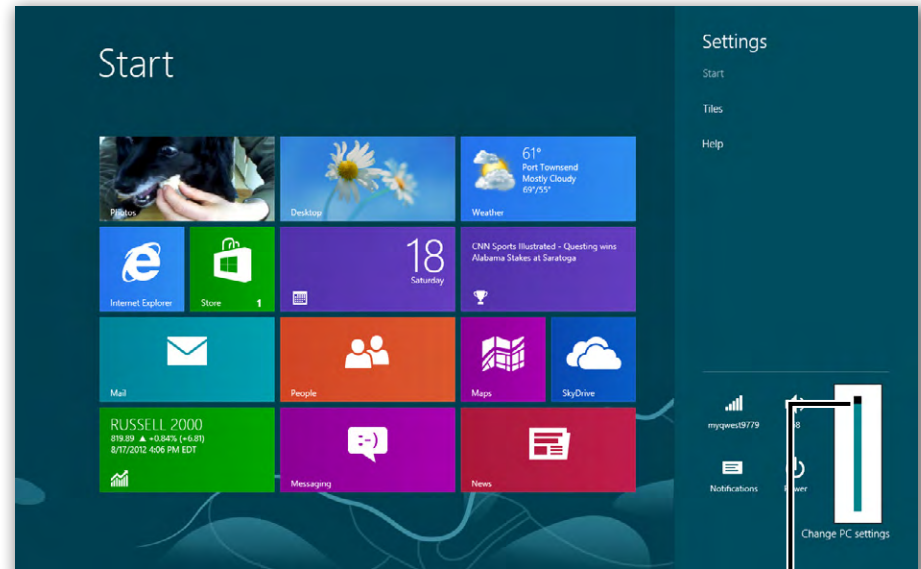 Start
Settings
Start
Tiles
Help
Photos
Desktop
61°
Port Townsend
Mostly Cloudy
69°/55°
Weather
Internet Explorer
Store 1
18
Saturday
CNN Sports Illustrated - Questing wins
Alabama Stakes at Saratoga
Mail
People
Maps
SkyDrive
RUSSELL 2000
819.89 ▲ +0.84% (+6.81)
8/17/2012 4:06 PM EDT
:-)
Messaging
News
myqwest9779
Notifications
Power
Change PC settings